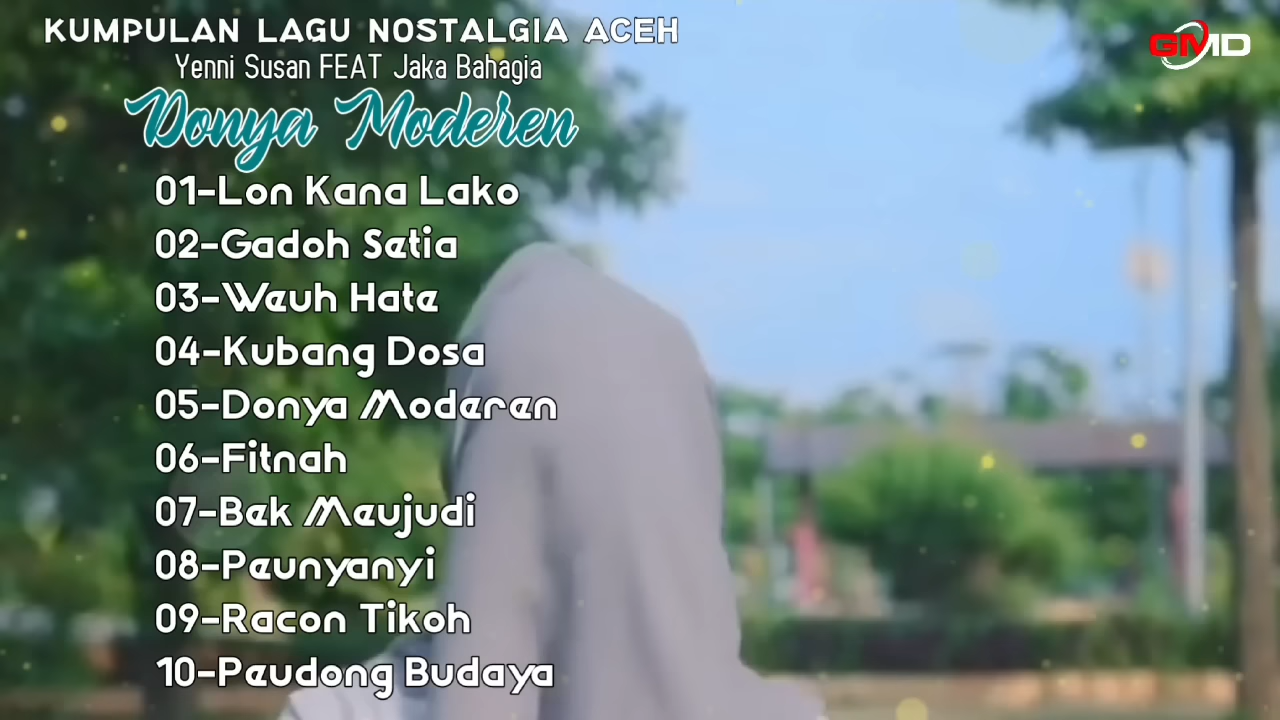 KUMPULAN LAGU NOSTALGIA ACEH
GMD
Yenni Susan FEAT Jaka Bahagia
Donya Moderen
01-Lon Kana Lako
02-Gadoh Setia
03-Weuh Hate
04-Kubang Dosa
05-Donya Moderen
06-Fitnah
07-Bek Meujudi
08-Peunyanyi
09-Racon Tikoh
10-Peudong Budaya